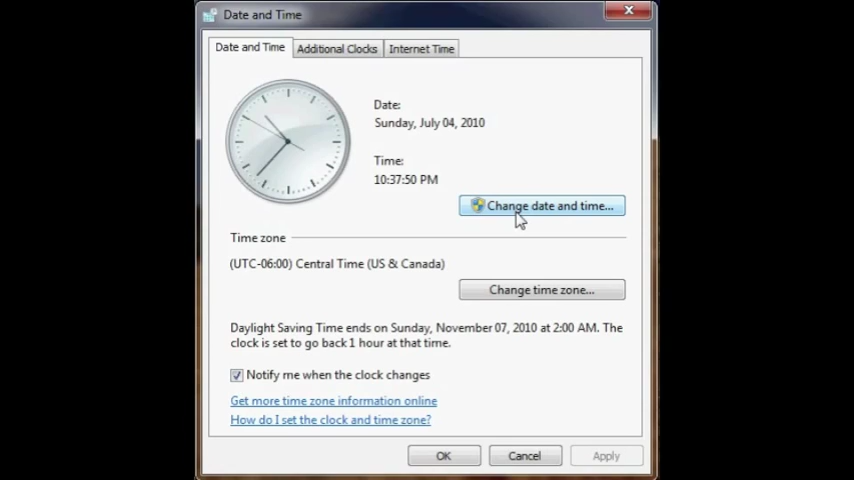 Date and Time
Date and Time
Additional Clocks
Internet Time
Date:
Sunday, July 04, 2010
Time:
10:37:50 PM
Change date and time...
Time zone
(UTC-06:00) Central Time (US & Canada)
Change time zone...
Daylight Saving Time ends on Sunday, November 07, 2010 at 2:00 AM. The
clock is set to go back 1 hour at that time.
Notify me when the clock changes
Get more time zone information online
How do I set the clock and time zone?
OK
Cancel
Apply